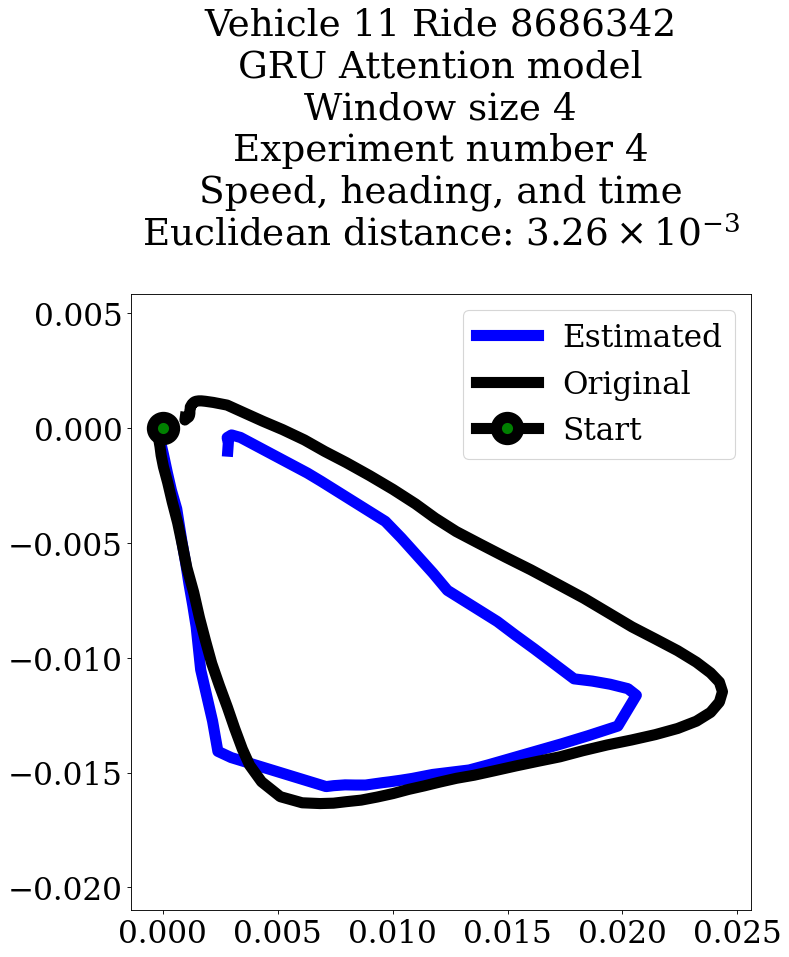 Vehicle 11 Ride 8686342
GRU Attention model
Window size 4
Experiment number 4
Speed, heading, and time
Euclidean distance: 3.26 × 10⁻³
0.005
0.000
−0.005
−0.010
−0.015
−0.020
Estimated
Original
Start
0.000 0.005 0.010 0.015 0.020 0.025